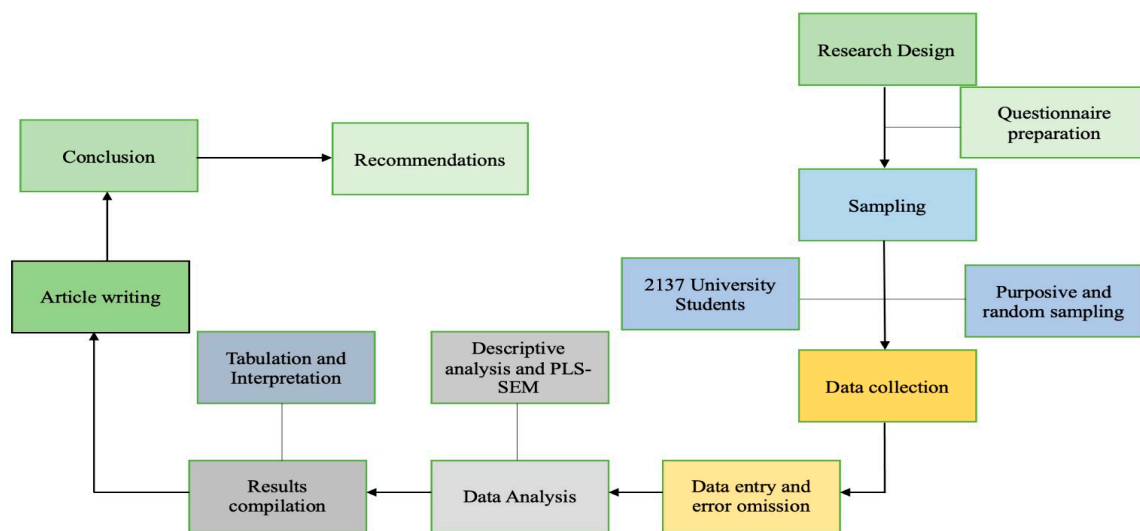 Research Design
Questionnaire
preparation
Sampling
2137 University
Students
Purposive and
random sampling
Data collection
Data entry and
error omission
Data Analysis
Descriptive
analysis and PLS-
SEM
Results
compilation
Tabulation and
Interpretation
Article writing
Conclusion
Recommendations